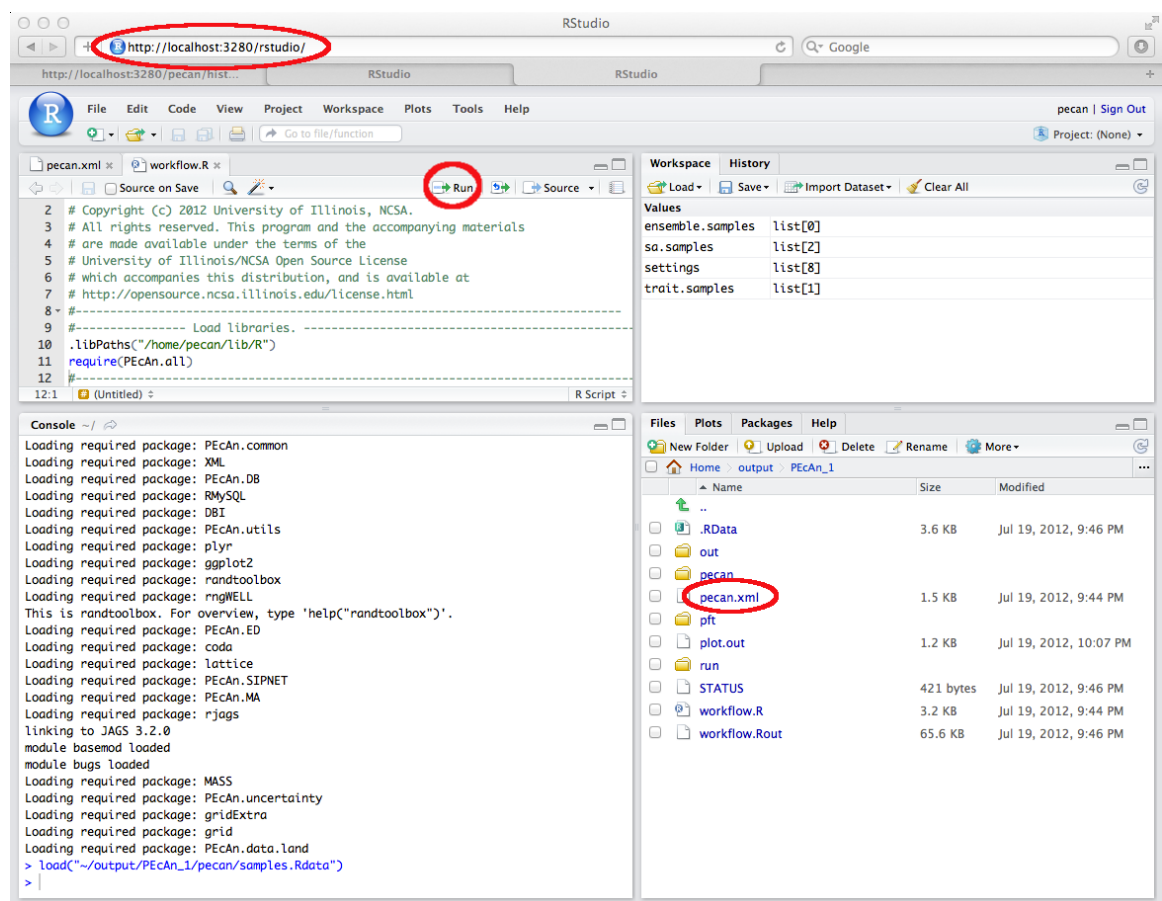 RStudio
http://localhost:3280/rstudio/
Google
http://localhost:3280/pecan/hist...
RStudio
RStudio
R
File Edit Code View Project Workspace Plots Tools Help
pecan | Sign Out
Go to file/function
Project: (None)
pecan.xml
workflow.R
Source on Save
Run
Source
2 # Copyright (c) 2012 University of Illinois, NCSA.
3 # All rights reserved. This program and the accompanying materials
4 # are made available under the terms of the
5 # University of Illinois/NCSA Open Source License
6 # which accompanies this distribution, and is available at
7 # http://opensource.ncsa.illinois.edu/license.html
8 #-------------------------------------------------------------------------------
9 #---------------- Load libraries. ------------------------------------------------
10 .libPaths("/home/pecan/lib/R")
11 require(PEcAn.all)
12 #---------------------------------------------------------------------------------
12:1 (Untitled) R Script
Workspace History
Load Save Import Dataset Clear All
Values
ensemble.samples list[0]
sa.samples list[2]
settings list[8]
trait.samples list[1]
Console ~/
Loading required package: PEcAn.common
Loading required package: XML
Loading required package: PEcAn.DB
Loading required package: RMySQL
Loading required package: DBI
Loading required package: PEcAn.utils
Loading required package: plyr
Loading required package: ggplot2
Loading required package: randtoolbox
Loading required package: rngWELL
This is randtoolbox. For overview, type 'help("randtoolbox")'.
Loading required package: PEcAn.ED
Loading required package: coda
Loading required package: lattice
Loading required package: PEcAn.SIPNET
Loading required package: PEcAn.MA
Loading required package: rjags
linking to JAGS 3.2.0
module basemod loaded
module bugs loaded
Loading required package: MASS
Loading required package: PEcAn.uncertainty
Loading required package: gridExtra
Loading required package: grid
Loading required package: PEcAn.data.land
> load("~/output/PEcAn_1/pecan/samples.Rdata")
>
Files Plots Packages Help
New Folder Upload Delete Rename More
Home output PEcAn_1 ...
Name Size Modified
..
.RData 3.6 KB Jul 19, 2012, 9:46 PM
out
pecan
pecan.xml 1.5 KB Jul 19, 2012, 9:44 PM
pft
plot.out 1.2 KB Jul 19, 2012, 10:07 PM
run
STATUS 421 bytes Jul 19, 2012, 9:46 PM
workflow.R 3.2 KB Jul 19, 2012, 9:44 PM
workflow.Rout 65.6 KB Jul 19, 2012, 9:46 PM